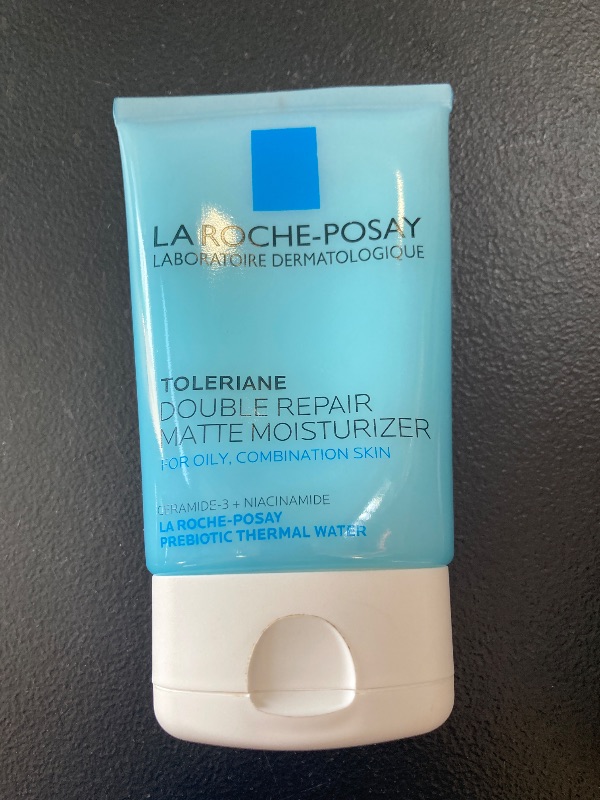 LA ROCHE-POSAY
LABORATOIRE DERMATOLOGIQUE
TOLERIANE
DOUBLE REPAIR
MATTE MOISTURIZER
FOR OILY, COMBINATION SKIN
CERAMIDE-3 + NIACINAMIDE
LA ROCHE-POSAY
PREBIOTIC THERMAL WATER